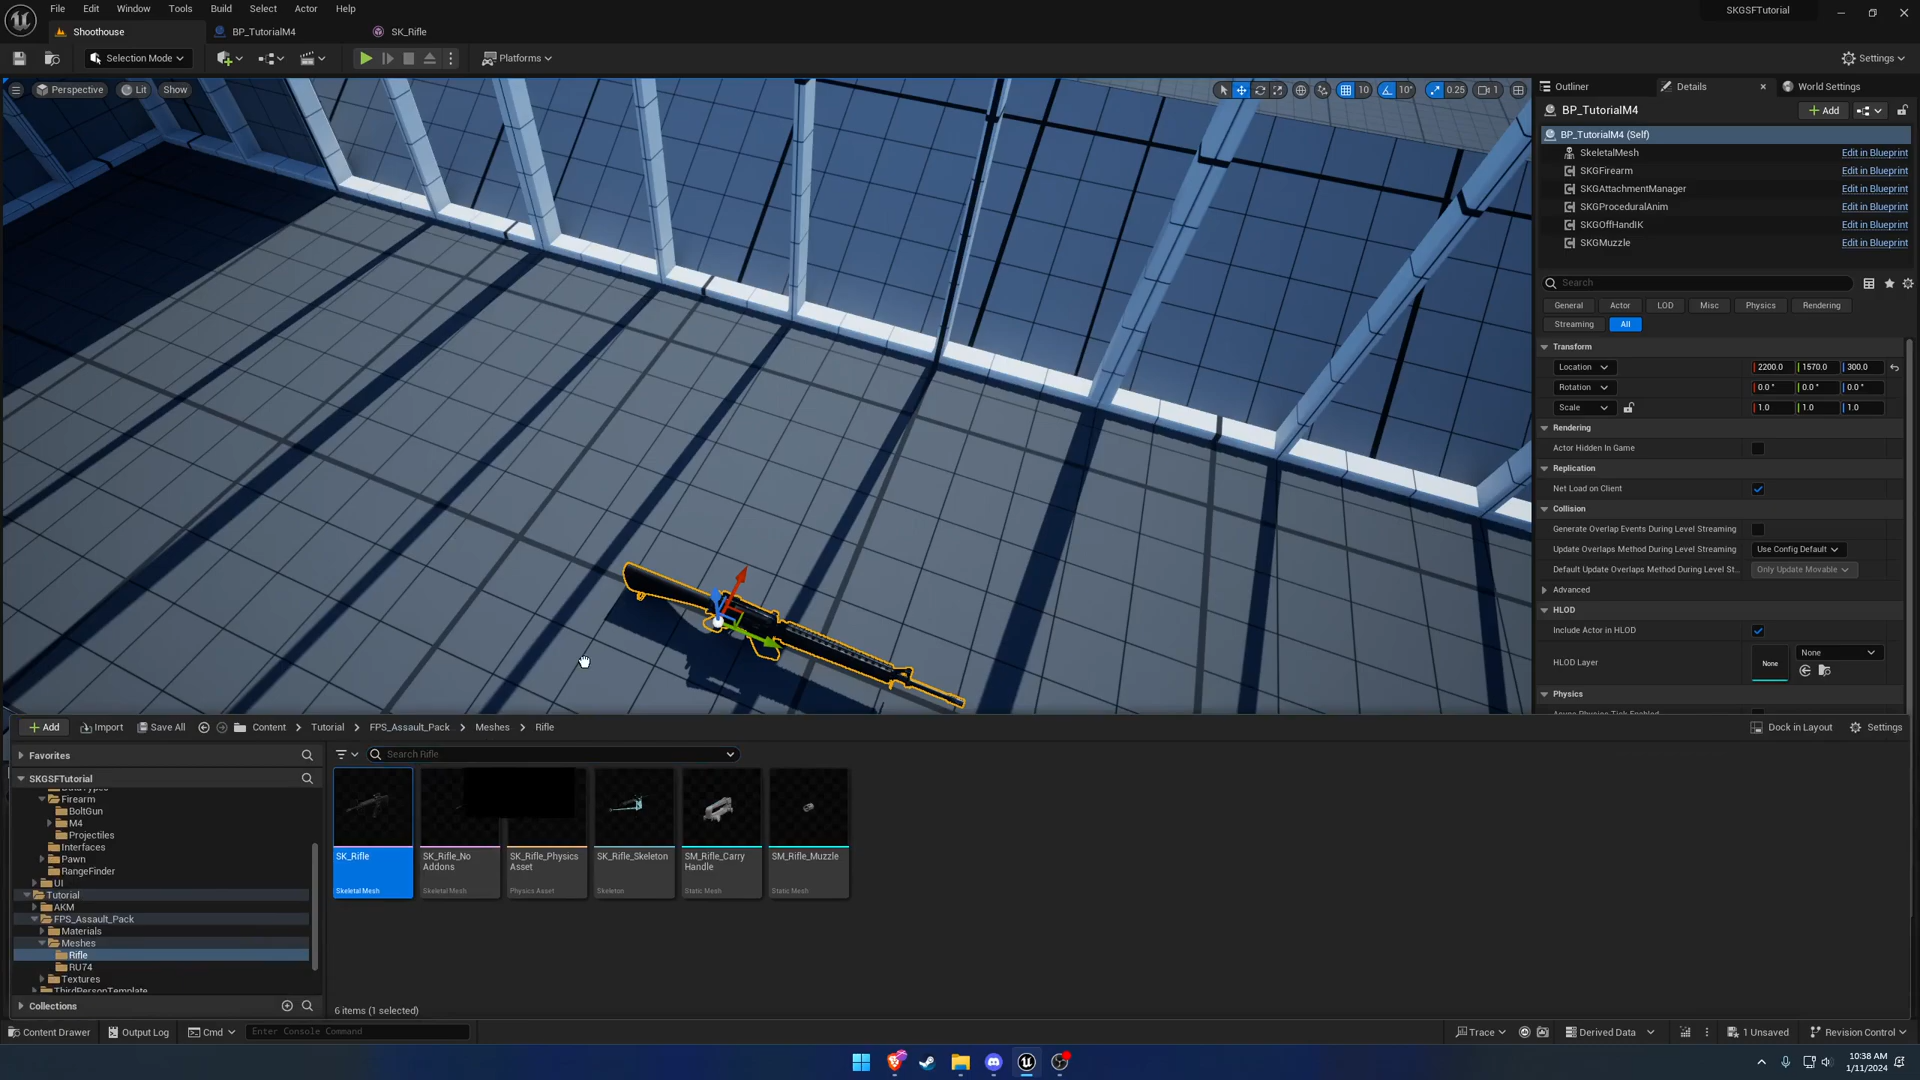 File Edit Window Tools Build Select Actor Help SKGSFTutorial
Shoothouse BP_TutorialM4 SK_Rifle
Selection Mode Platforms Settings
Perspective Lit Show 10 10° 0.25 1
Outliner Details World Settings
BP_TutorialM4 Add
BP_TutorialM4 (Self)
SkeletalMesh Edit in Blueprint
SKGFirearm Edit in Blueprint
SKGAttachmentManager Edit in Blueprint
SKGProceduralAnim Edit in Blueprint
SKGOffHandIK Edit in Blueprint
SKGMuzzle Edit in Blueprint
Search
General Actor LOD Misc Physics Rendering
Streaming All
Transform
Location 2200.0 1570.0 300.0
Rotation 0.0° 0.0° 0.0°
Scale 1.0 1.0 1.0
Rendering
Actor Hidden In Game
Replication
Net Load on Client
Collision
Generate Overlap Events During Level Streaming
Update Overlaps Method During Level Streaming Use Config Default
Default Update Overlaps Method During Level St... Only Update Movable
Advanced
HLOD
Include Actor in HLOD
HLOD Layer None None
Physics
Add Import Save All Content Tutorial FPS_Assault_Pack Meshes Rifle Dock in Layout Settings
Favorites
Search Rifle
SKGSFTutorial
DataTypes
Firearm
BoltGun
M4
Projectiles
Interfaces
Pawn
RangeFinder
UI
Tutorial
AKM
FPS_Assault_Pack
Materials
Meshes
Rifle
RU74
Textures
ThirdPersonTemplate
Collections
SK_Rifle
Skeletal Mesh
SK_Rifle_No
Addons
Skeletal Mesh
SK_Rifle_Physics
Asset
Physics Asset
SK_Rifle_Skeleton
Skeleton
SM_Rifle_Carry
Handle
Static Mesh
SM_Rifle_Muzzle
Static Mesh
6 items (1 selected)
Content Drawer Output Log Cmd Enter Console Command Trace Derived Data 1 Unsaved Revision Control
10:38 AM
1/11/2024